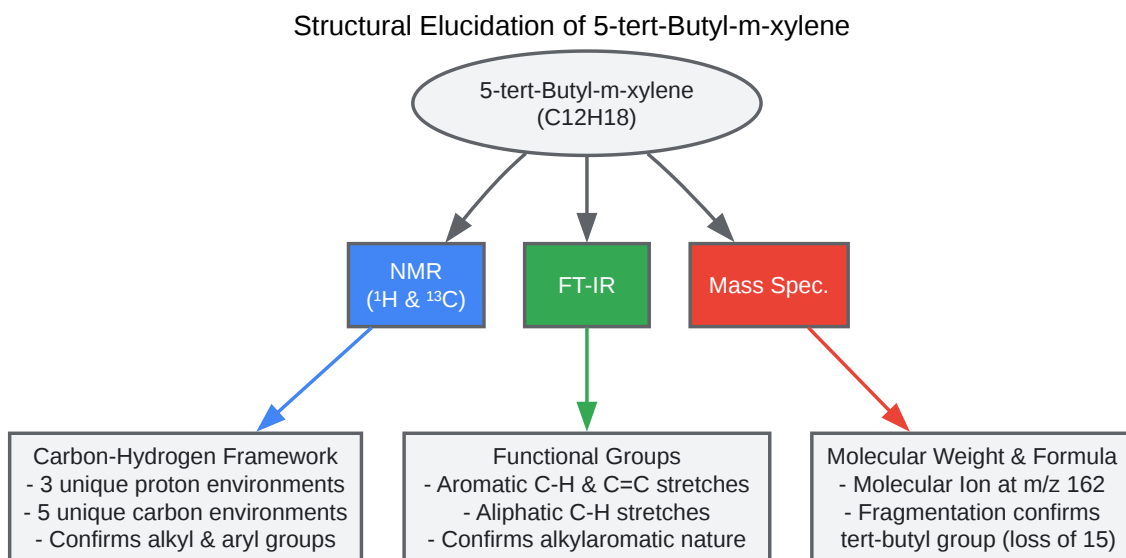 Structural Elucidation of 5-tert-Butyl-m-xylene
5-tert-Butyl-m-xylene
(C12H18)
NMR
(¹H & ¹³C)
FT-IR
Mass Spec.
Carbon-Hydrogen Framework
- 3 unique proton environments
- 5 unique carbon environments
- Confirms alkyl & aryl groups
Functional Groups
- Aromatic C-H & C=C stretches
- Aliphatic C-H stretches
- Confirms alkylaromatic nature
Molecular Weight & Formula
- Molecular Ion at m/z 162
- Fragmentation confirms
tert-butyl group (loss of 15)